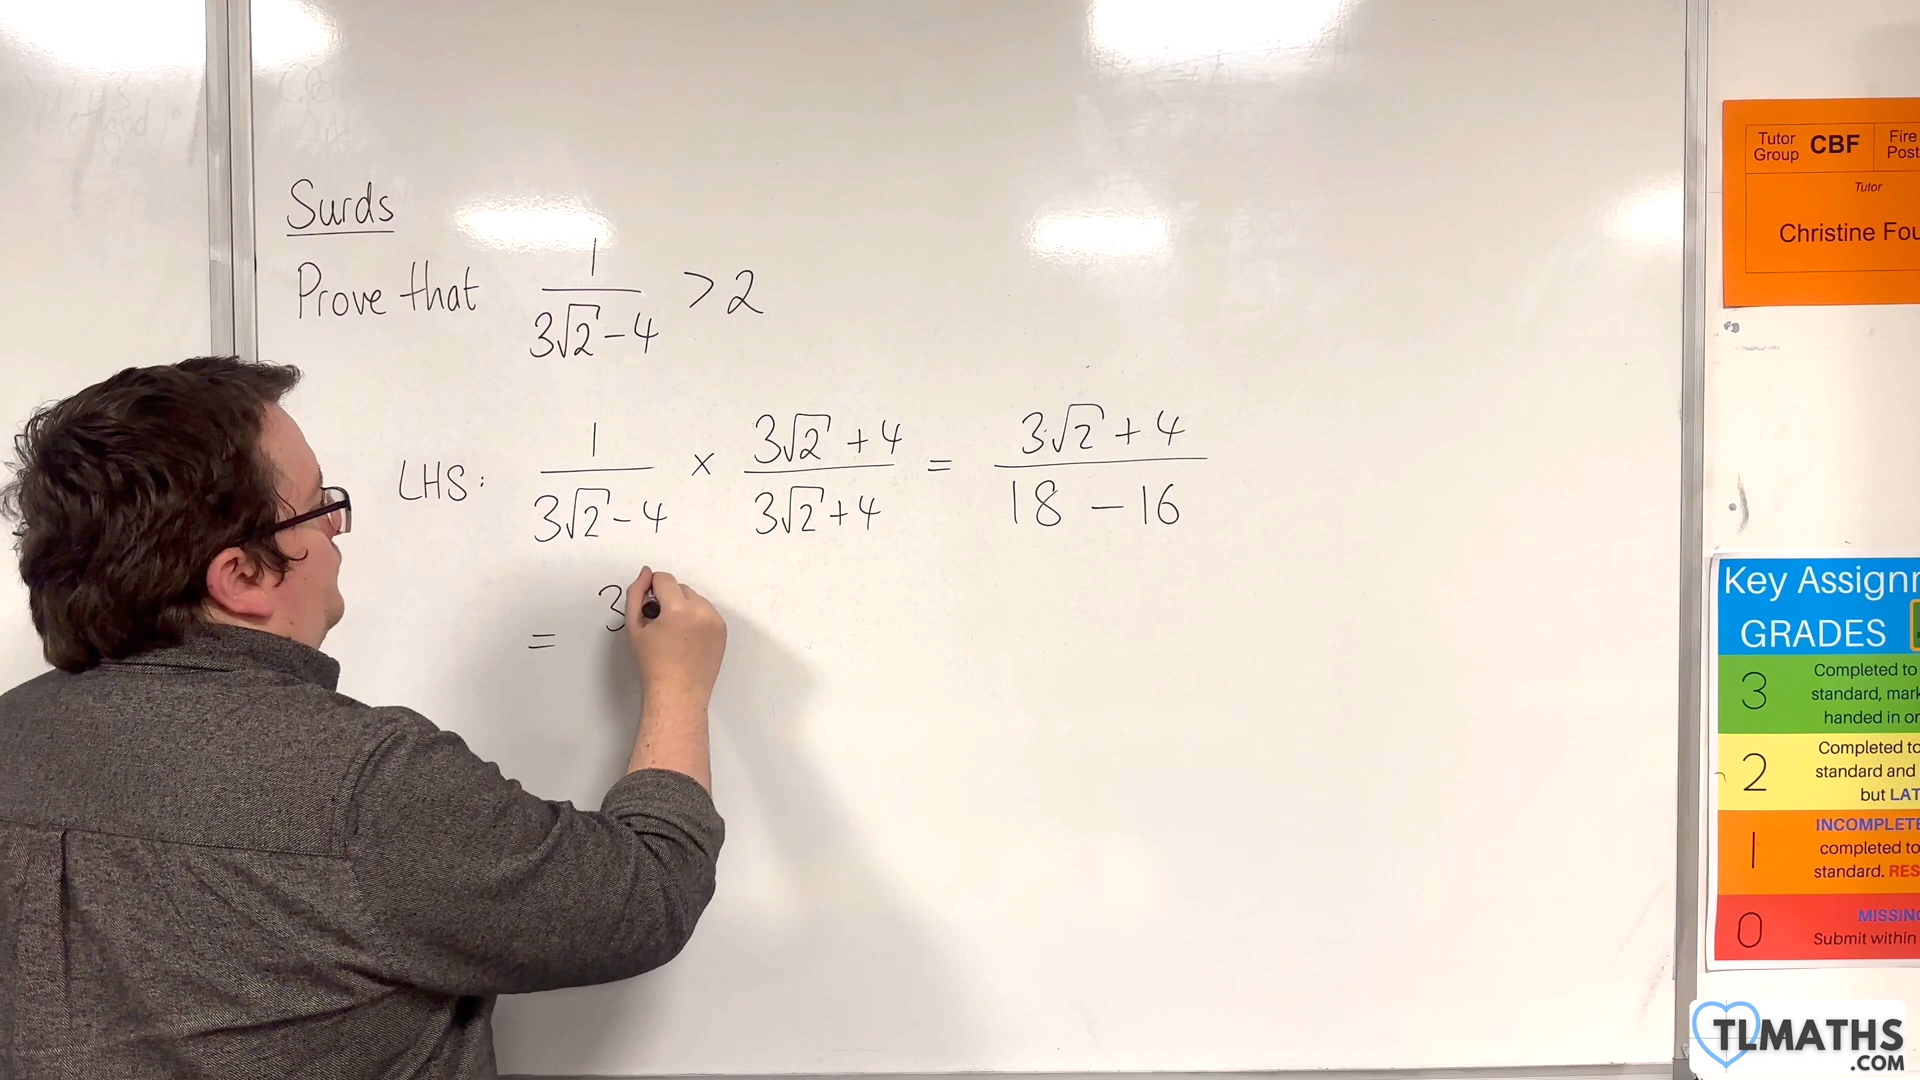 Surds
Prove that 1/(3√2-4) > 2
LHS: 1/(3√2-4) × (3√2+4)/(3√2+4) = (3√2+4)/(18-16)
= 3
Tutor Group CBF
Fire
Post
Tutor
Christine Fou
Key Assignr
GRADES
3 Completed to
standard, mark
handed in or
2 Completed to
standard and
but LAT
1 INCOMPLETE
completed to
standard. RES
0 MISSING
Submit within
TLMATHS
.COM